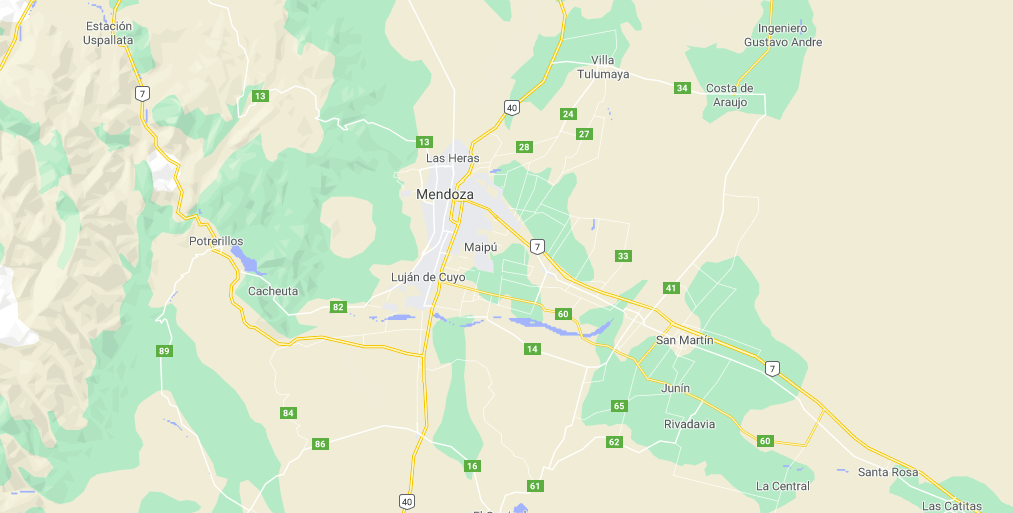 Estación
Uspallata
Ingeniero
Gustavo Andre
Villa
Tulumaya
7
13
34
Costa de
Araujo
40
24
27
13
28
Las Heras
Mendoza
Potrerillos
Maipú
7
33
Luján de Cuyo
Cacheuta
41
82
60
San Martín
89
14
7
Junín
84
65
Rivadavia
86
62
60
16
Santa Rosa
61
La Central
40
Las Catitas